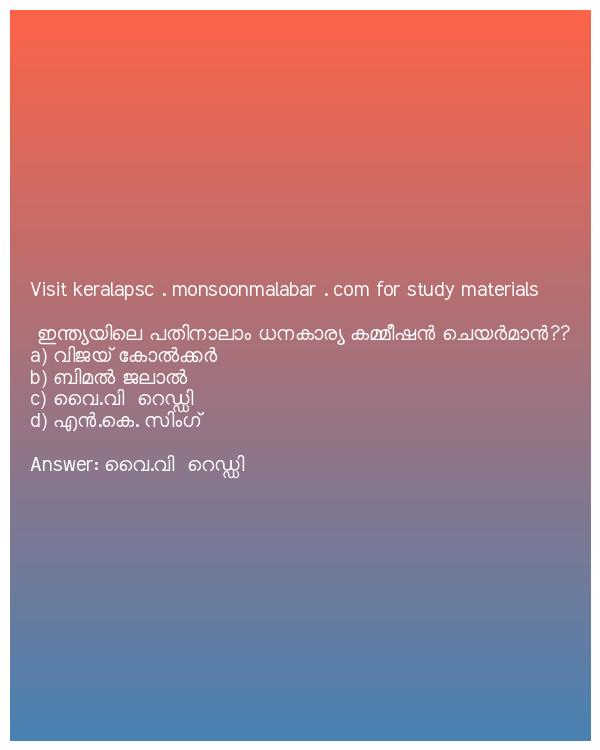 Visit keralapsc . monsoonmalabar . com for study materials
ഇന്ത്യയിലെ പതിനാലാം ധനകാര്യ കമ്മീഷൻ ചെയർമാൻ??
a) വിജയ് കോൽക്കർ
b) ബിമൽ ജലാൽ
c) വൈ.വി റെഡ്ഡി
d) എൻ.കെ. സിംഗ്
Answer: വൈ.വി റെഡ്ഡി